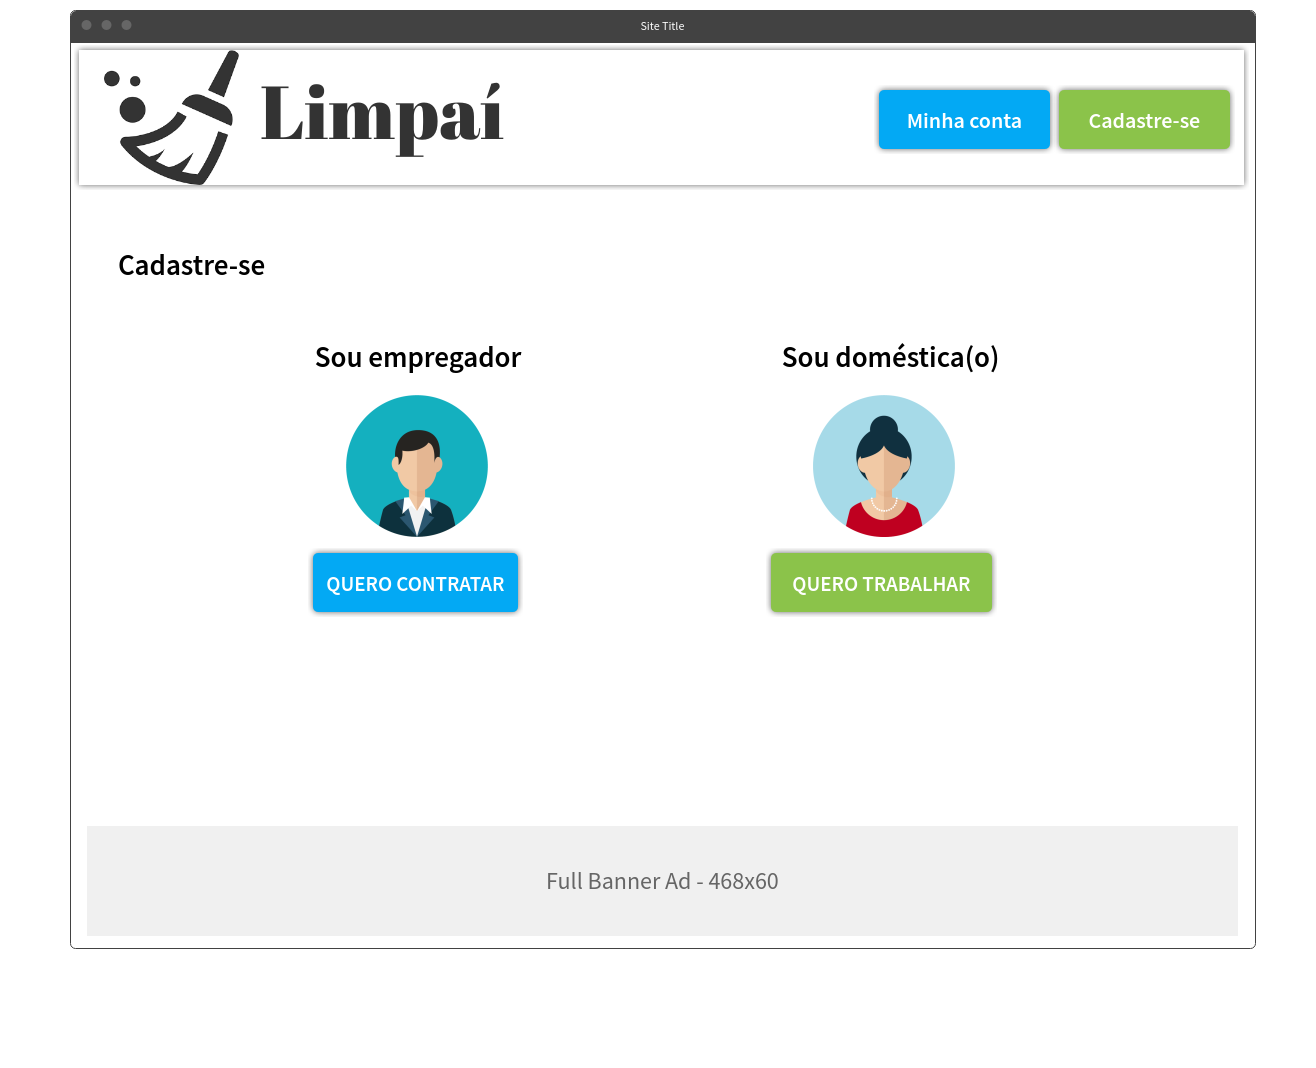 Site Title
Limpaí
Minha conta
Cadastre-se
Cadastre-se
Sou empregador
Sou doméstica(o)
QUERO CONTRATAR
QUERO TRABALHAR
Full Banner Ad - 468x60